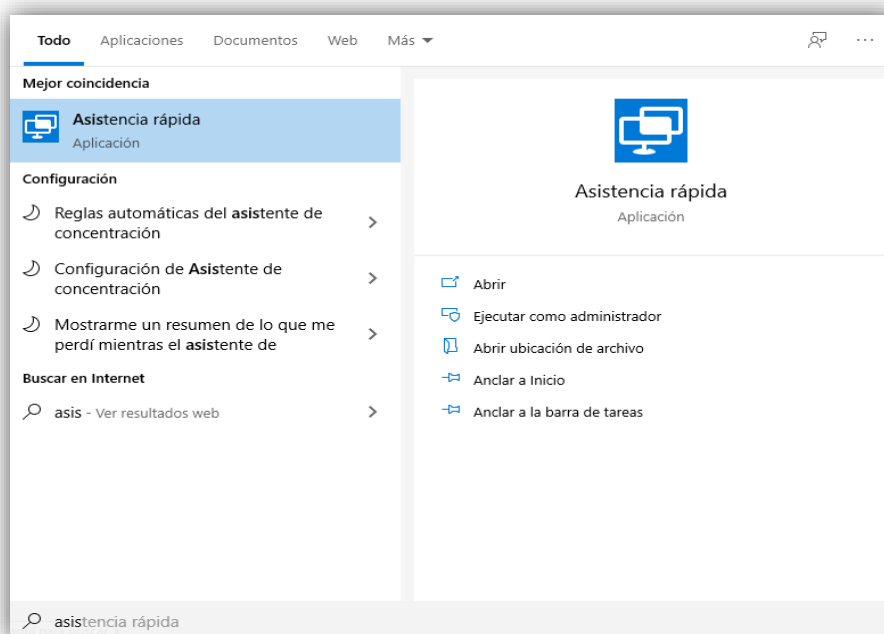 Todo Aplicaciones Documentos Web Más
Mejor coincidencia
Asistencia rápida
Aplicación
Configuración
Reglas automáticas del asistente de
concentración
Configuración de Asistente de
concentración
Mostrarme un resumen de lo que me
perdí mientras el asistente de
Buscar en Internet
asis - Ver resultados web
Asistencia rápida
Aplicación
Abrir
Ejecutar como administrador
Abrir ubicación de archivo
Anclar a Inicio
Anclar a la barra de tareas
asistencia rápida